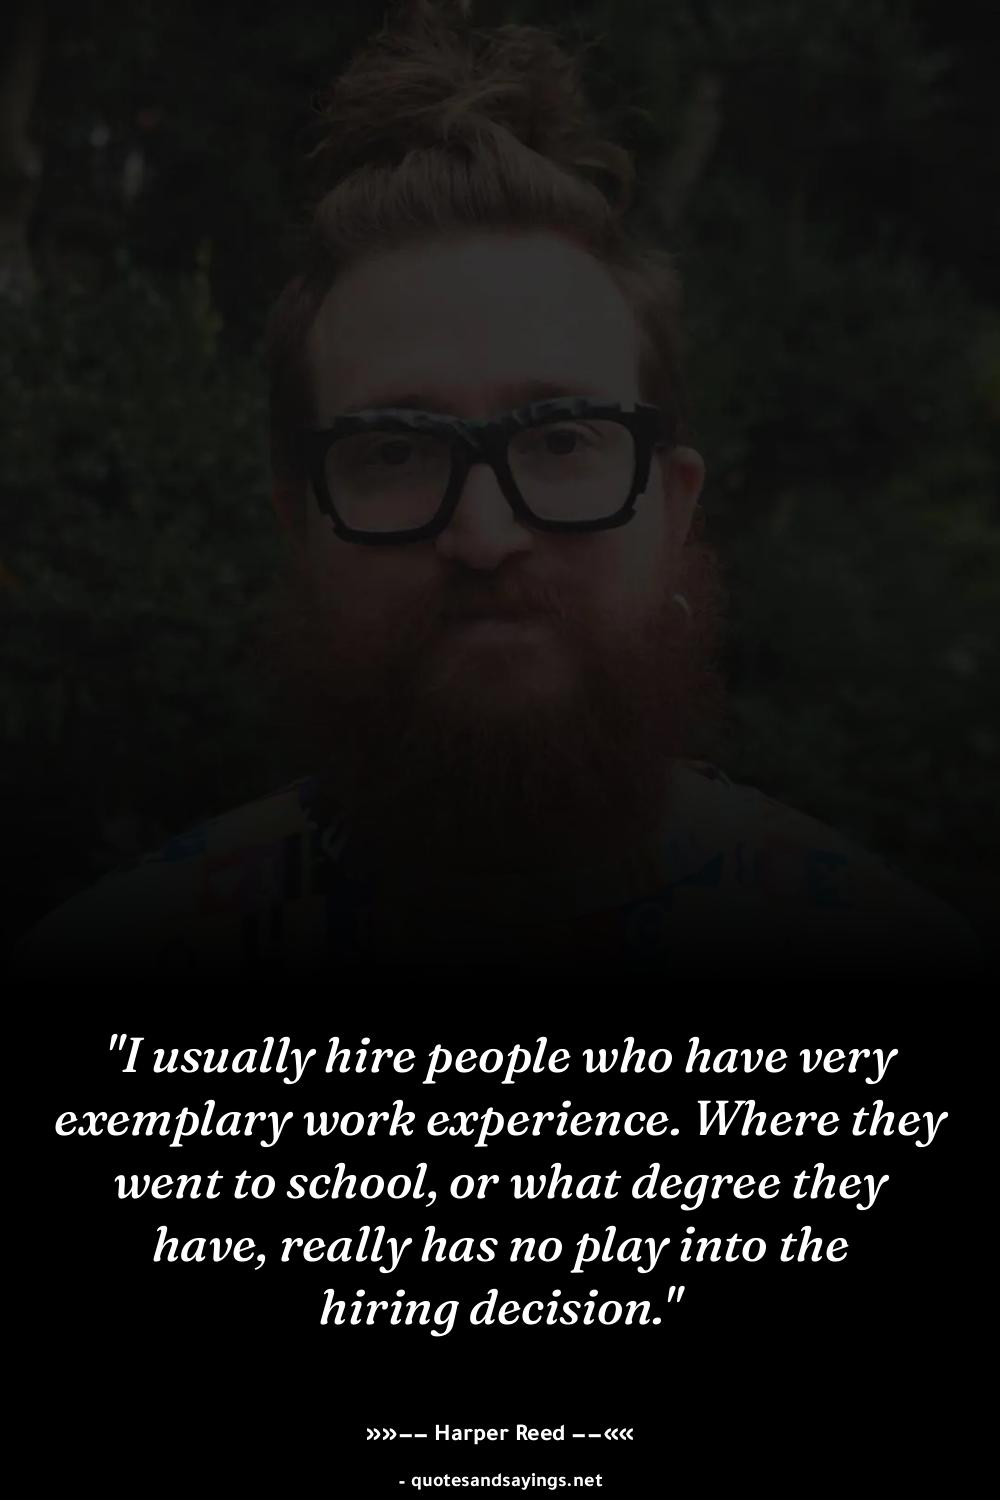 "I usually hire people who have very
exemplary work experience. Where they
went to school, or what degree they
have, really has no play into the
hiring decision."
»»–– Harper Reed ––««
- quotesandsayings.net